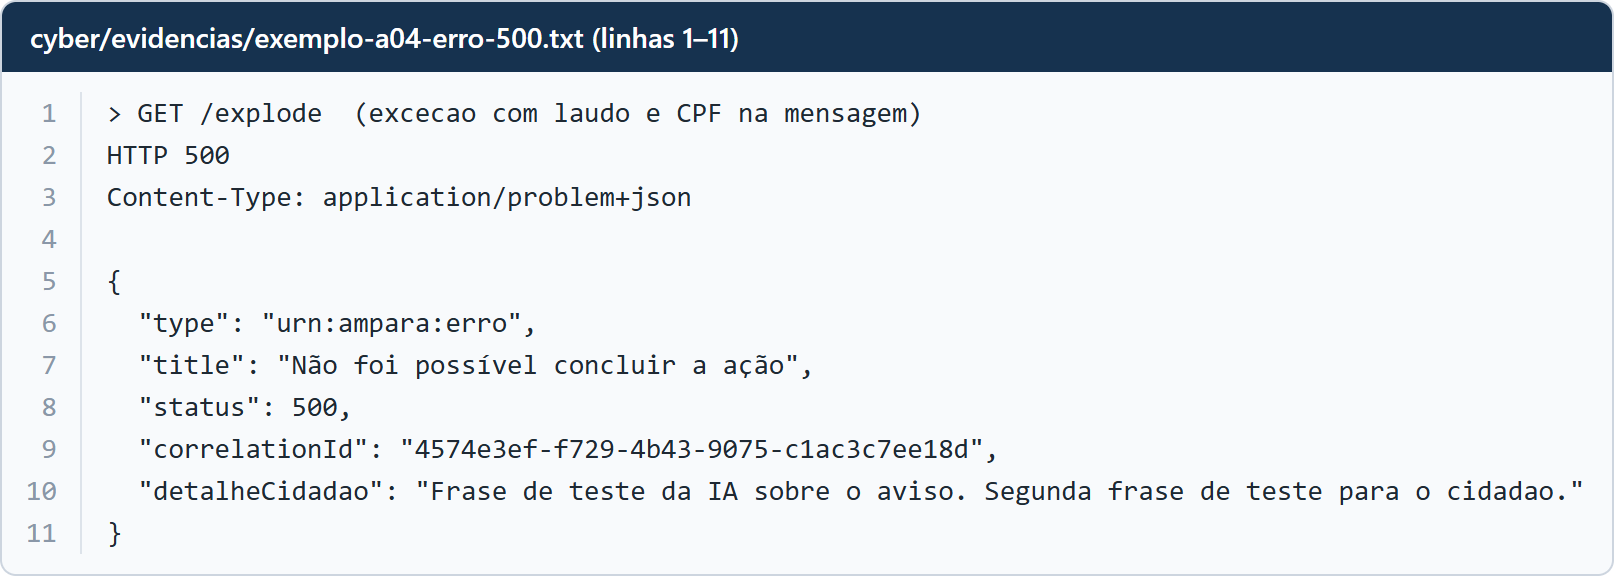 cyber/evidencias/exemplo-a04-erro-500.txt (linhas 1–11)
1 > GET /explode  (excecao com laudo e CPF na mensagem)
2 HTTP 500
3 Content-Type: application/problem+json
4
5 {
6   "type": "urn:ampara:erro",
7   "title": "Não foi possível concluir a ação",
8   "status": 500,
9   "correlationId": "4574e3ef-f729-4b43-9075-c1ac3c7ee18d",
10   "detalheCidadao": "Frase de teste da IA sobre o aviso. Segunda frase de teste para o cidadao."
11 }